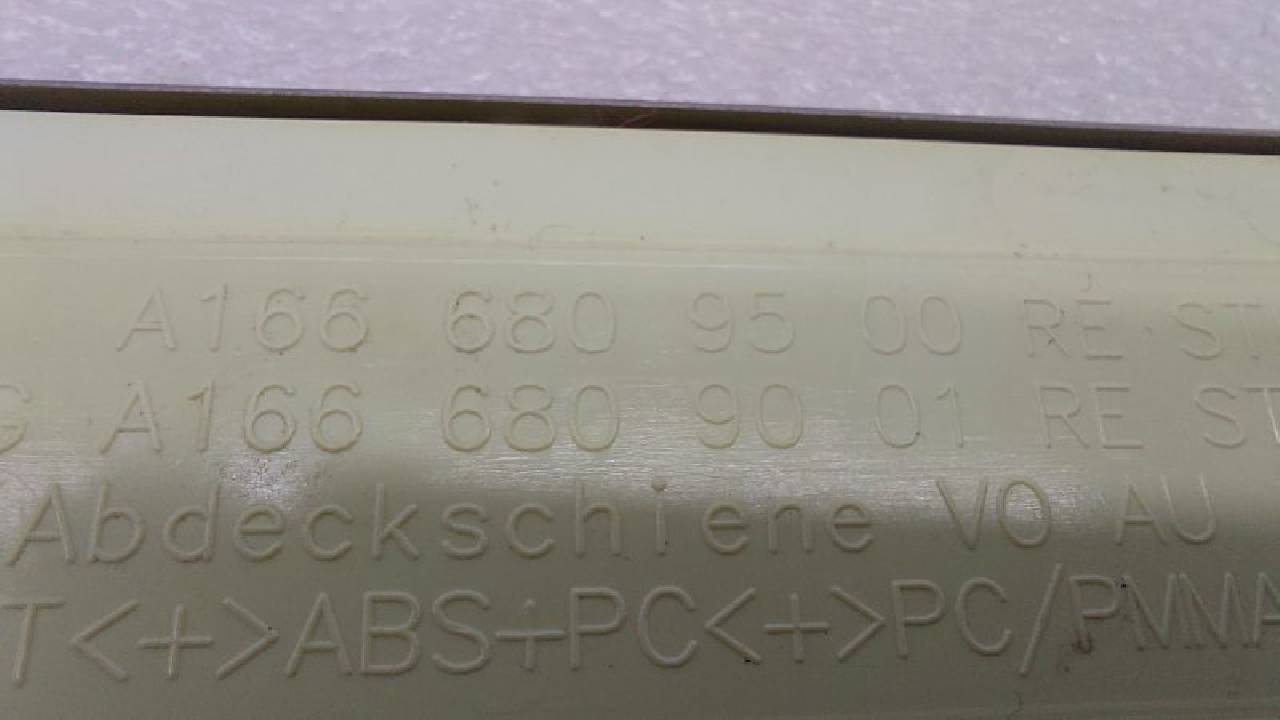 A166 680 95 00 RE ST
G A166 680 90 01 RE ST
Abdeckschiene VO AU
T<+>ABS+PC<+>PC/PMMA